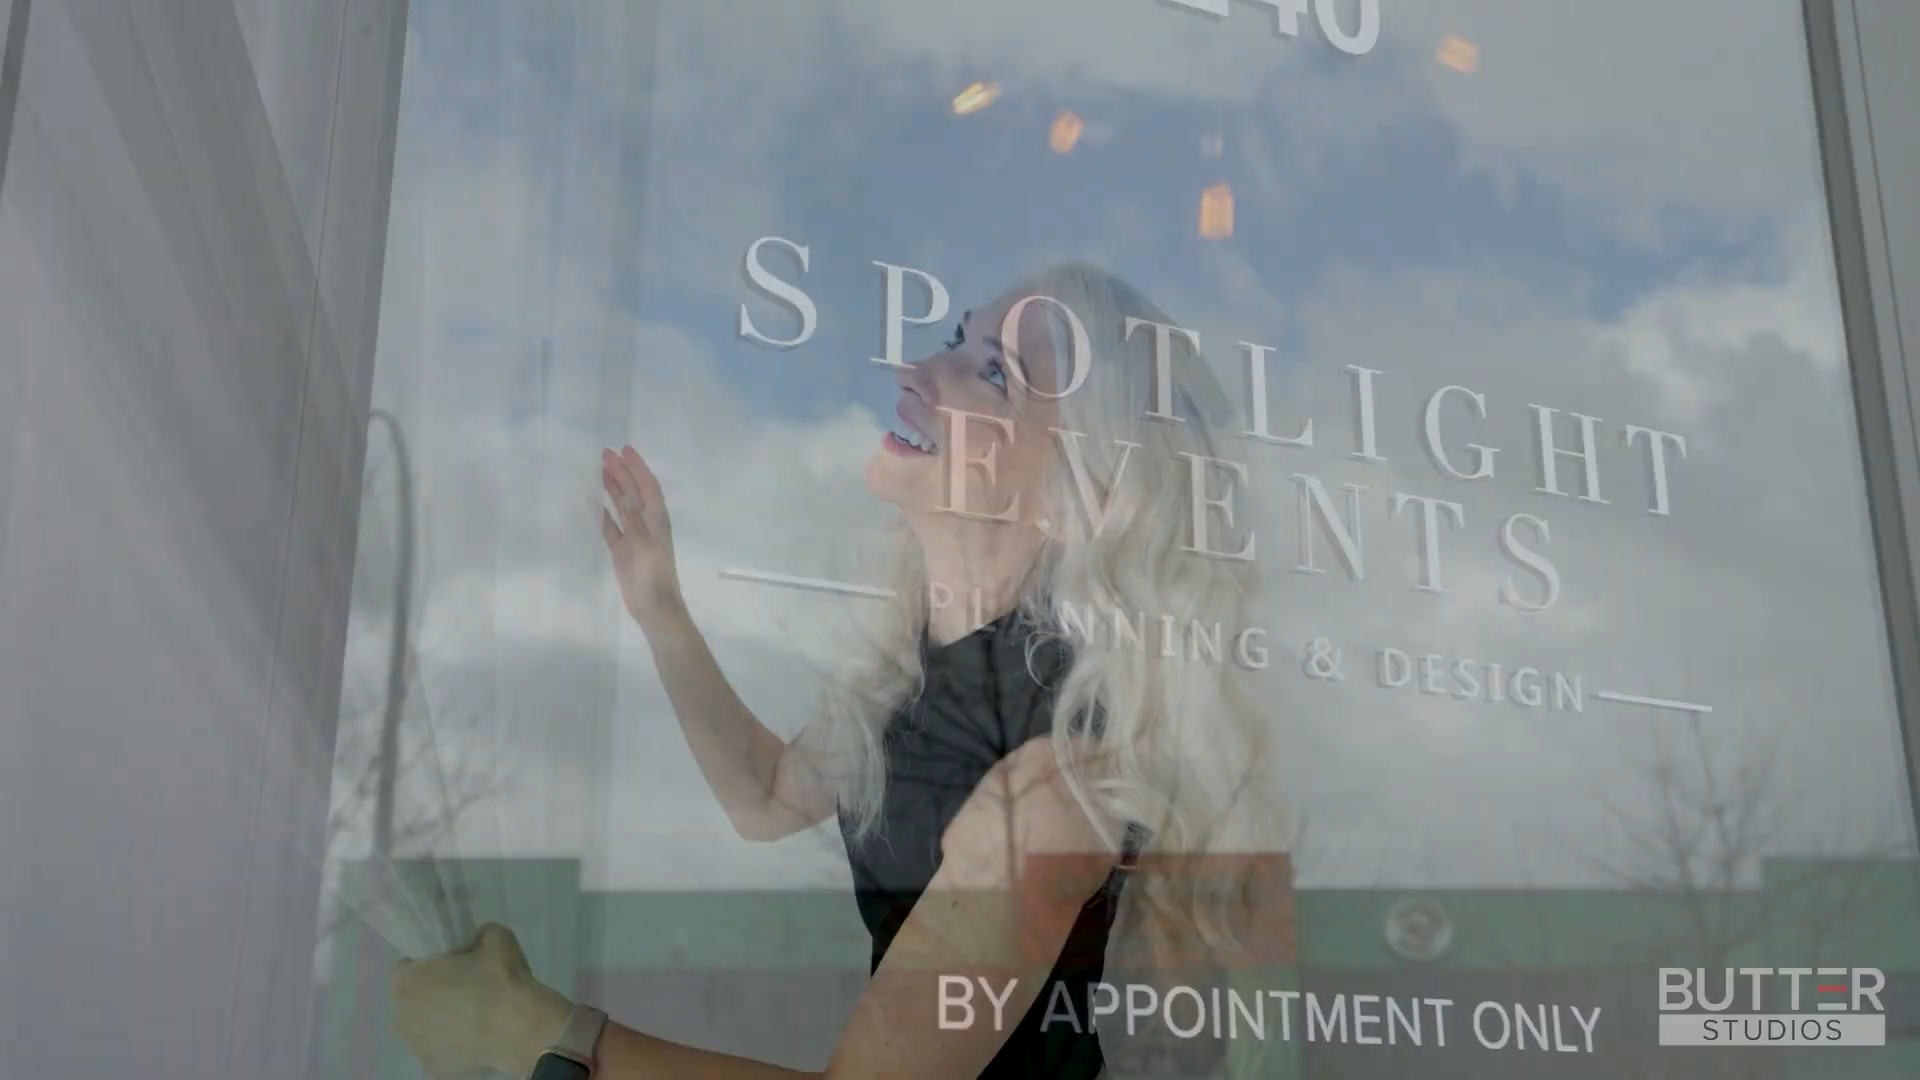 SPOTLIGHT
EVENTS
PLANNING & DESIGN
BY APPOINTMENT ONLY
BUTTER
STUDIOS